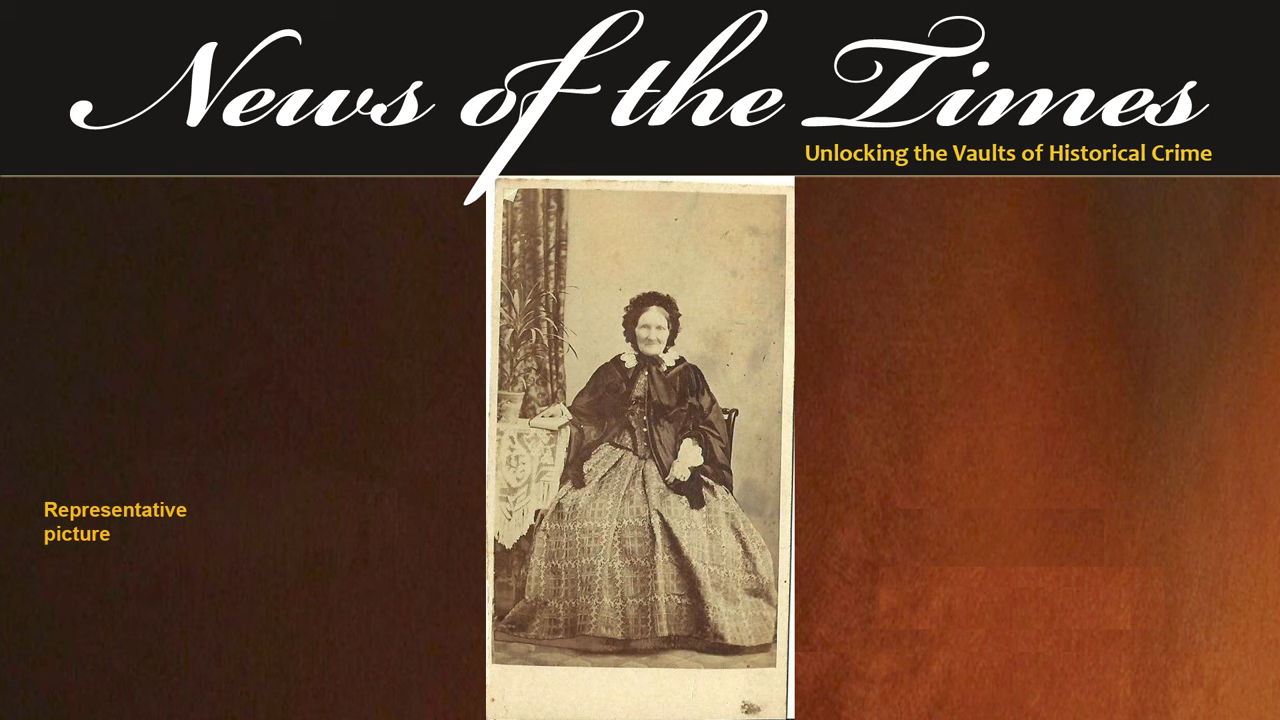 News of the Times
Unlocking the Vaults of Historical Crime
Representative
picture